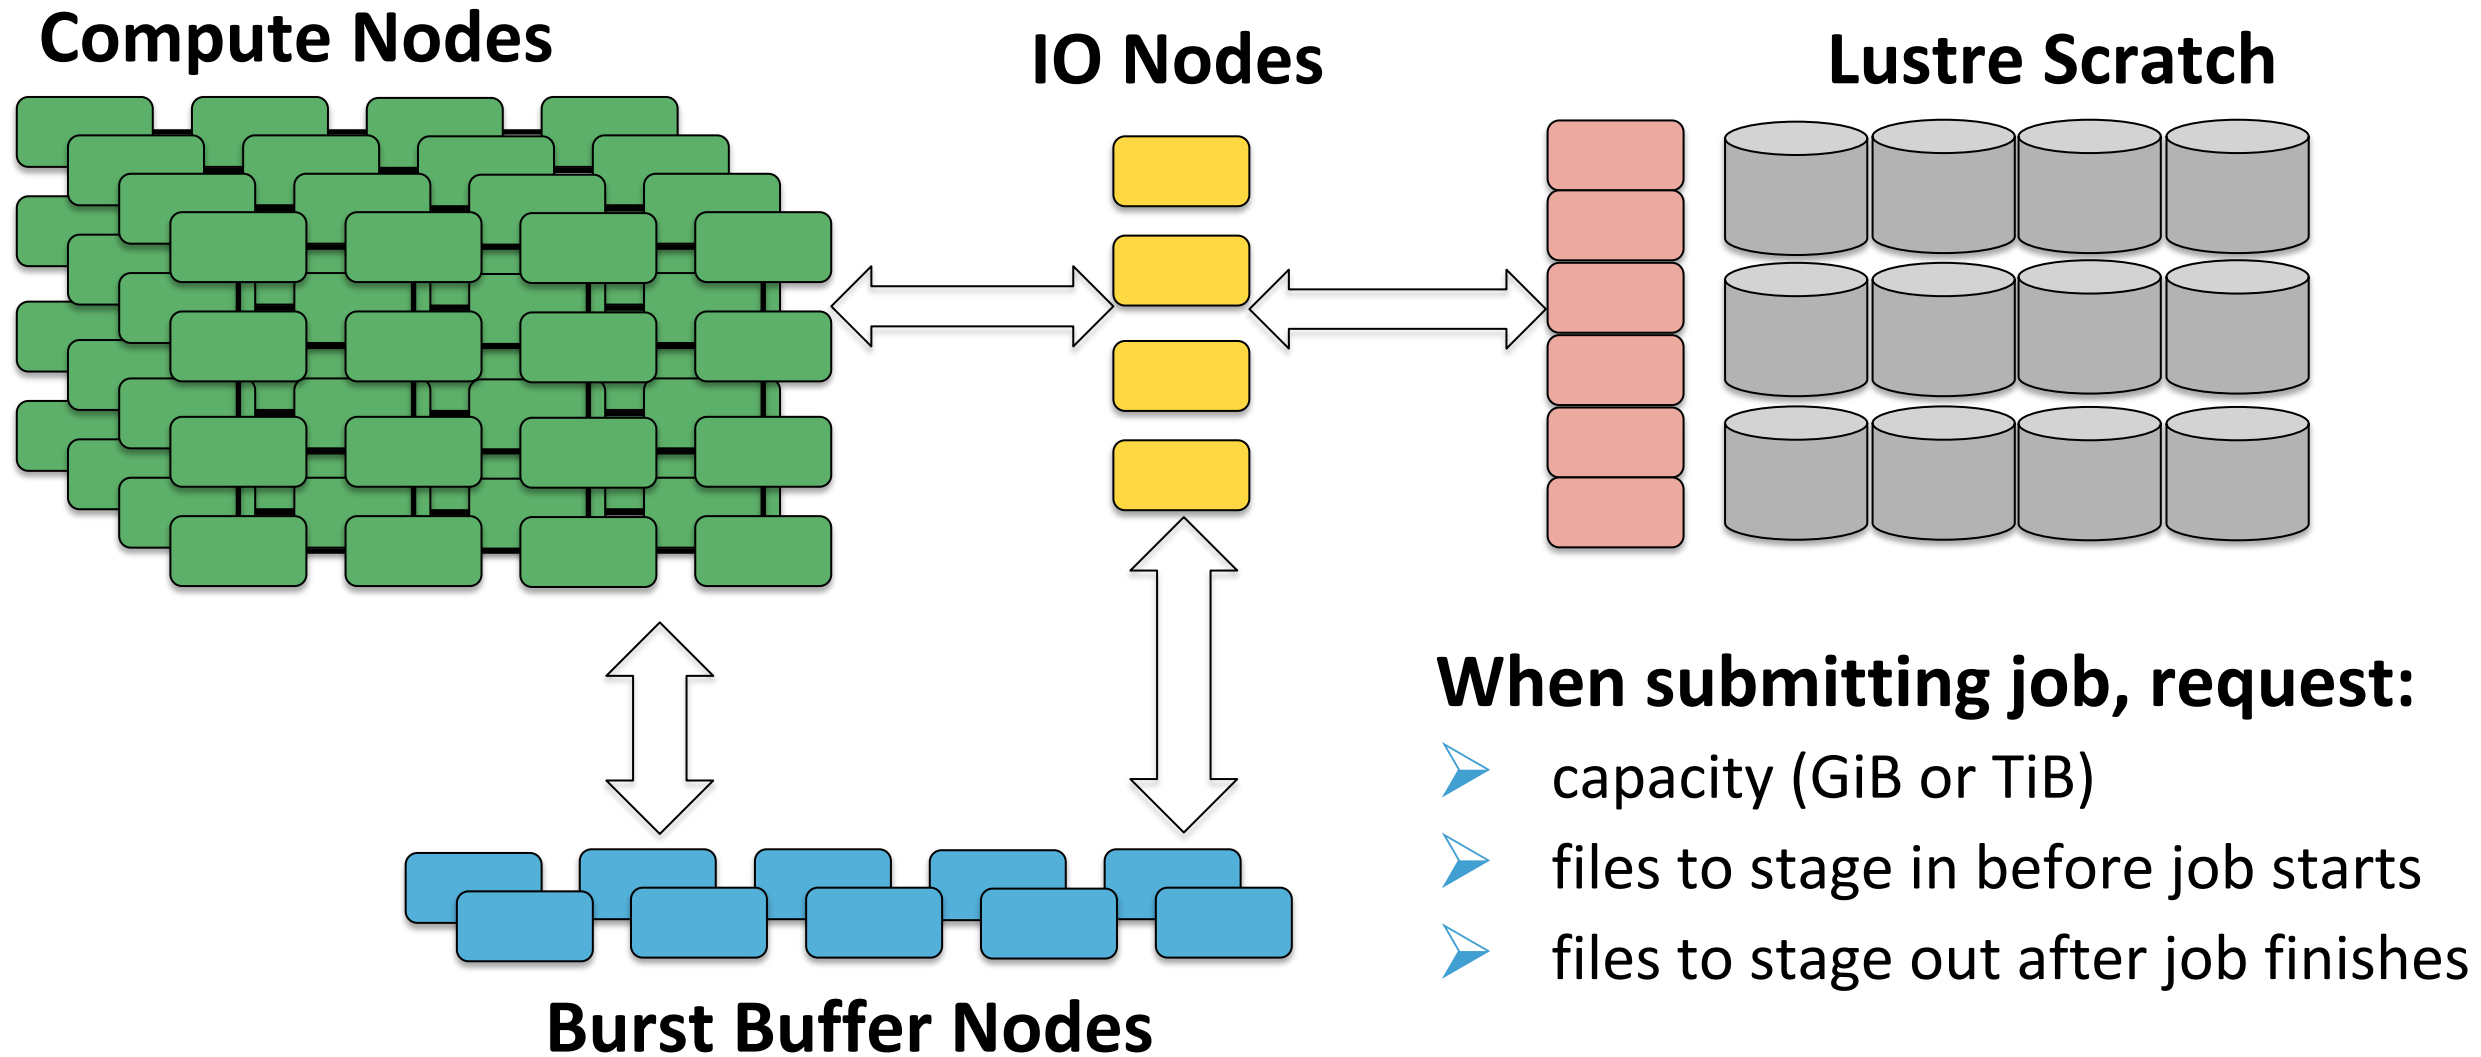 Compute Nodes
IO Nodes
Lustre Scratch
When submitting job, request:
capacity (GiB or TiB)
files to stage in before job starts
files to stage out after job finishes
Burst Buffer Nodes